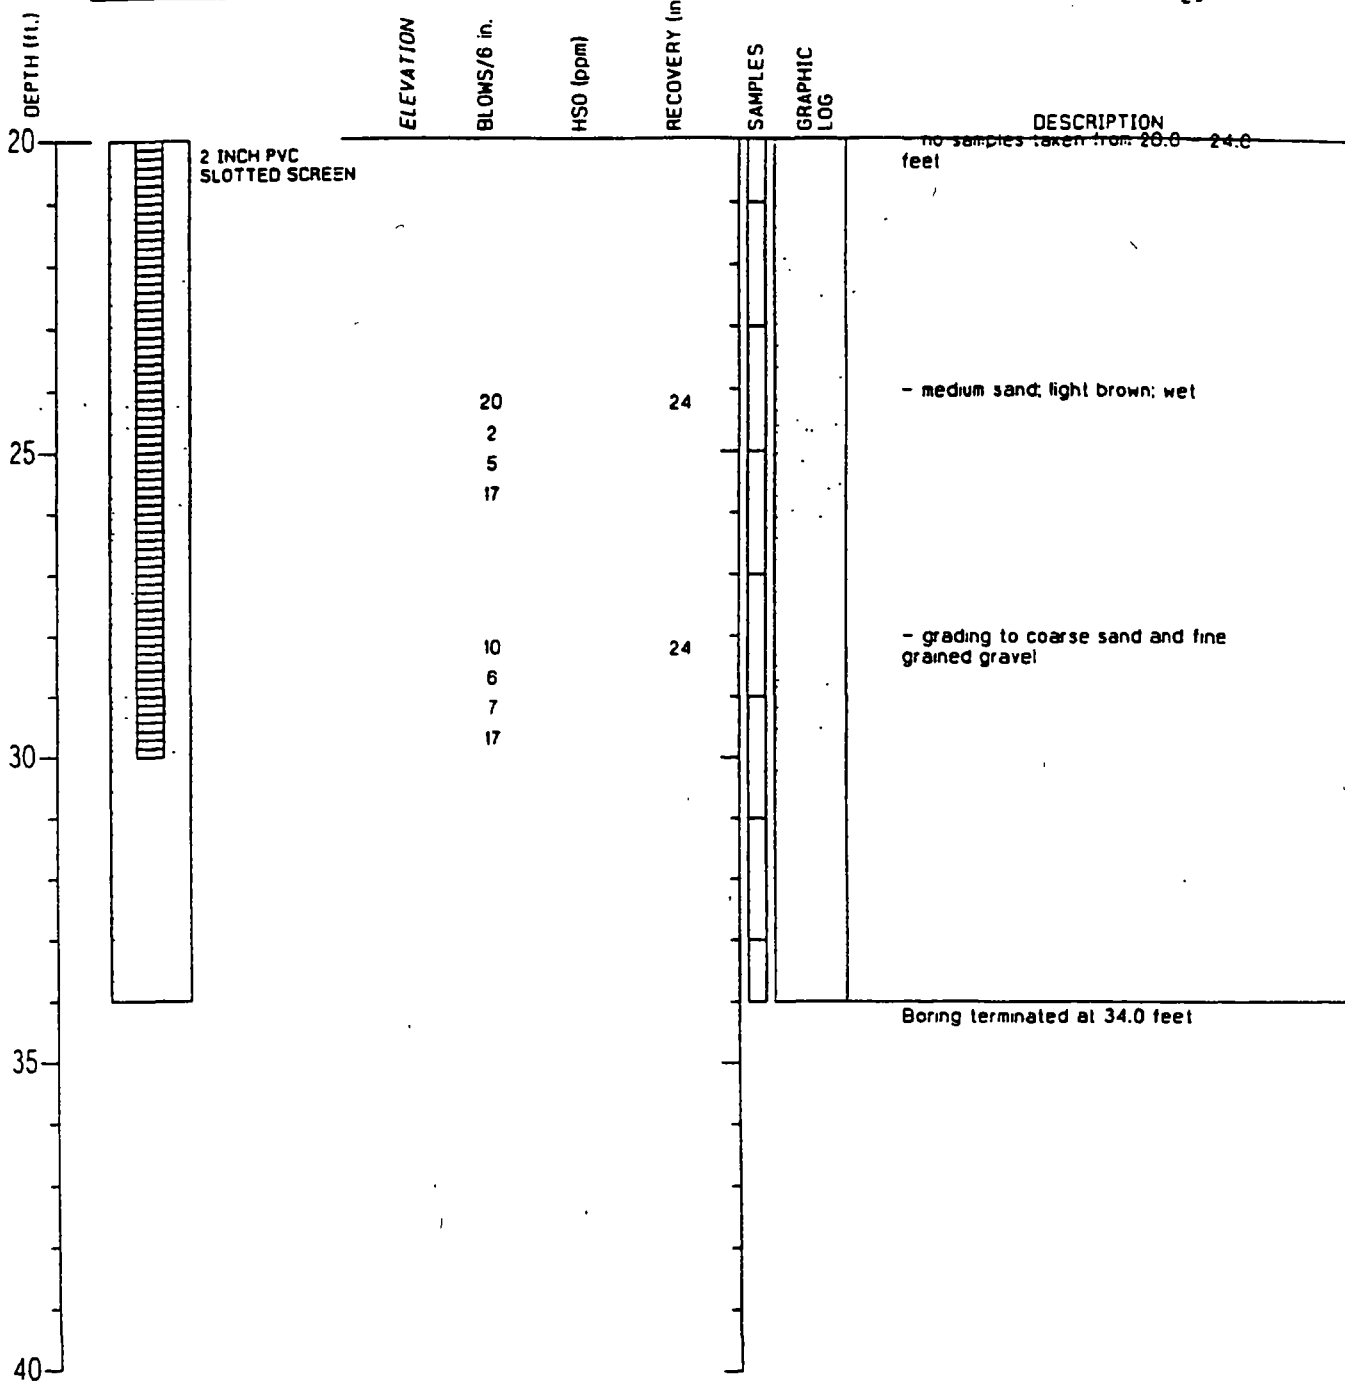 DEPTH (ft.)
ELEVATION
BLOWS/6 in.
HSO (ppm)
RECOVERY (in
SAMPLES
GRAPHIC
LOG
DESCRIPTION
20
2 INCH PVC
SLOTTED SCREEN
- no samples taken from 20.0 - 24.0
feet
20 24 - medium sand; light brown; wet
2
25
5
17
10 24 - grading to coarse sand and fine
grained gravel
6
7
17
30
Boring terminated at 34.0 feet
35
40